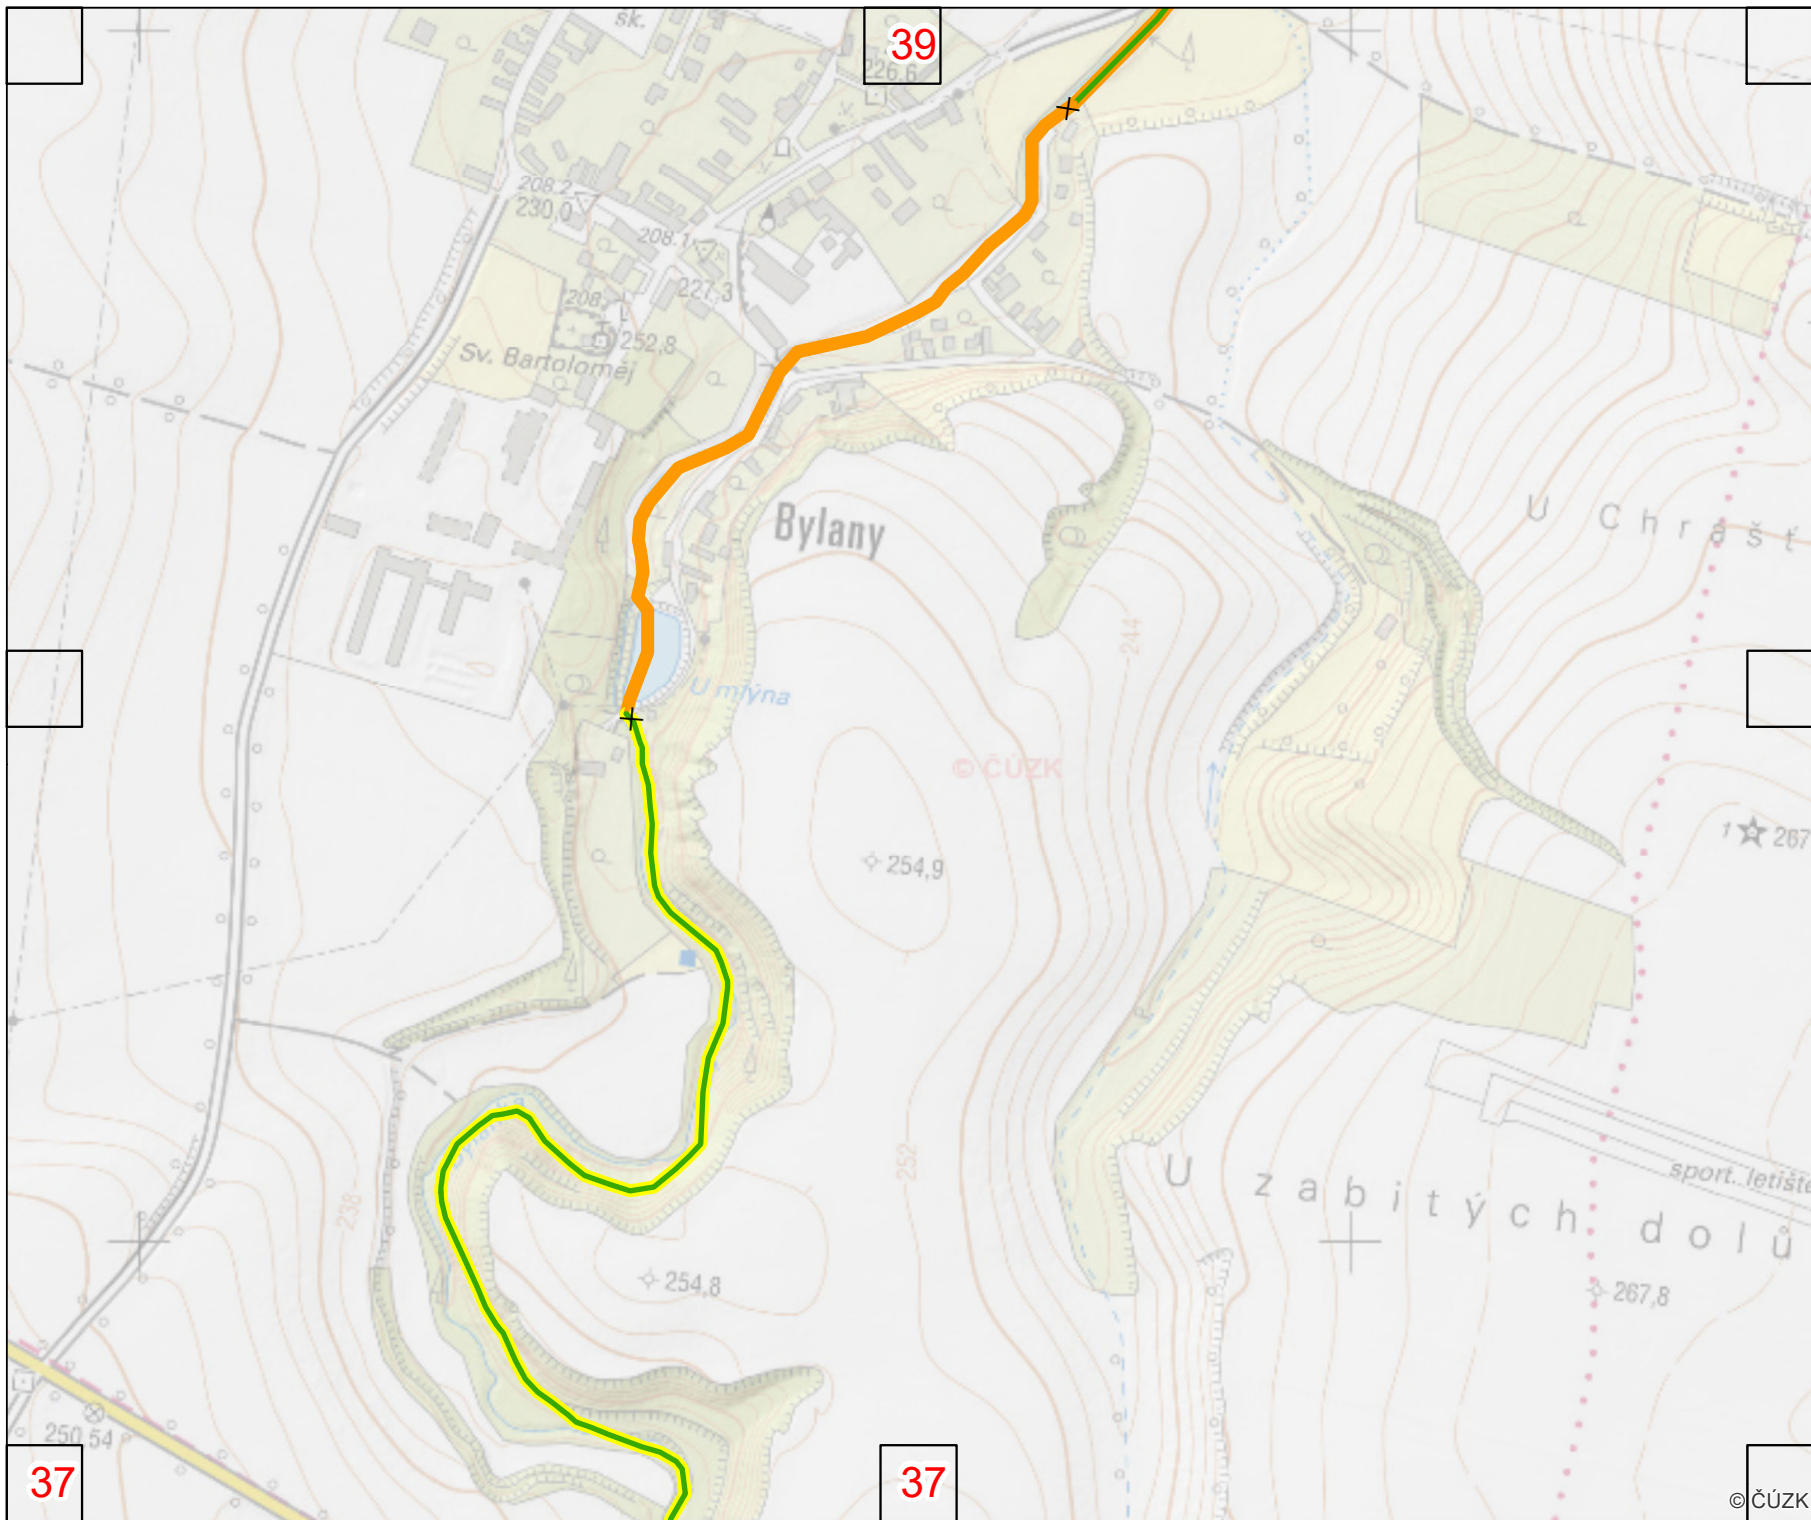 šk.
39
226,6
208.2
230,0
208.1
227,3
208.
252,8
Sv. Bartoloměj
Bylany
U Chrášť
244
U mlýna
© ČÚZK
254,9
1 267
252
U zabitých dolů
sport. letiště
238
254,8
267,8
250,54
37
37
© ČÚZK